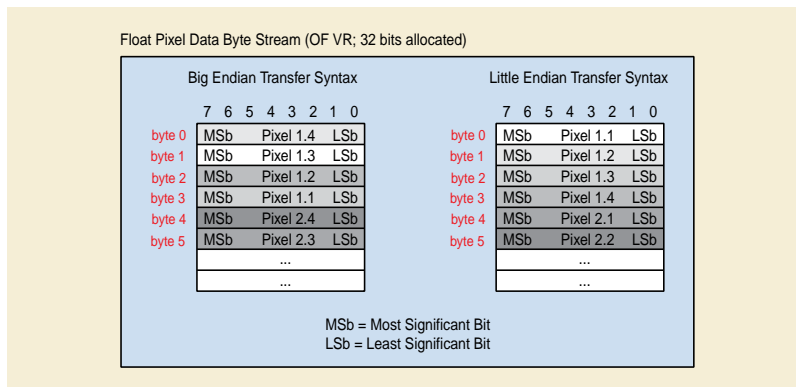 Float Pixel Data Byte Stream (OF VR; 32 bits allocated)
Big Endian Transfer Syntax
7 6 5 4 3 2 1 0
byte 0 MSb Pixel 1.4 LSb
byte 1 MSb Pixel 1.3 LSb
byte 2 MSb Pixel 1.2 LSb
byte 3 MSb Pixel 1.1 LSb
byte 4 MSb Pixel 2.4 LSb
byte 5 MSb Pixel 2.3 LSb
...
...
Little Endian Transfer Syntax
7 6 5 4 3 2 1 0
byte 0 MSb Pixel 1.1 LSb
byte 1 MSb Pixel 1.2 LSb
byte 2 MSb Pixel 1.3 LSb
byte 3 MSb Pixel 1.4 LSb
byte 4 MSb Pixel 2.1 LSb
byte 5 MSb Pixel 2.2 LSb
...
...
MSb = Most Significant Bit
LSb = Least Significant Bit